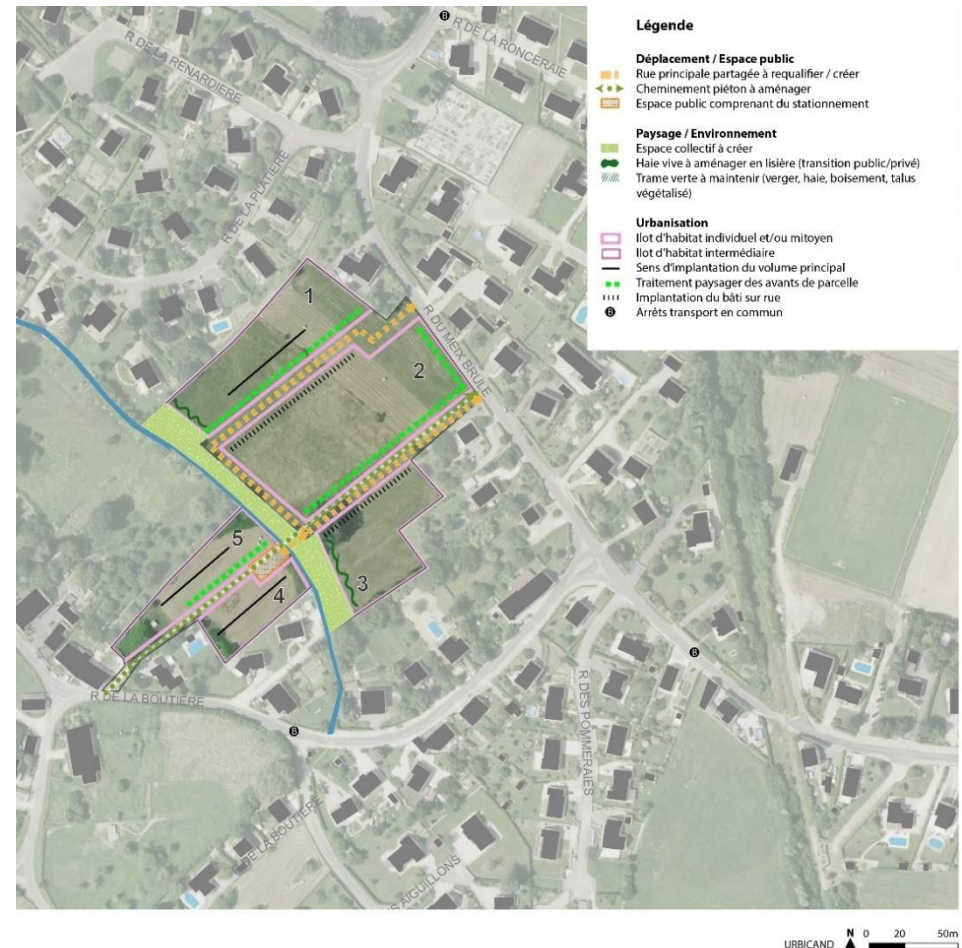 Légende
Déplacement / Espace public
Rue principale partagée à requalifier / créer
Cheminement piéton à aménager
Espace public comprenant du stationnement
Paysage / Environnement
Espace collectif à créer
Haie vive à aménager en lisière (transition public/privé)
Trame verte à maintenir (verger, haie, boisement, talus
végétalisé)
Urbanisation
Ilot d'habitat individuel et/ou mitoyen
Ilot d'habitat intermédiaire
Sens d'implantation du volume principal
Traitement paysager des avants de parcelle
Implantation du bâti sur rue
B Arrêts transport en commun
B
R DE LA RONCERAIE
R DE LA RENARDIERE
R DE LA PLATIERE
1
R DU MEIX BRULE
2
5
3
4
B
R DE LA BOUTIERE
B
R DES POMMERAIES
R DE LA BOUTIERE
AIGUILLONS
URBICAND
N 0 20 50m